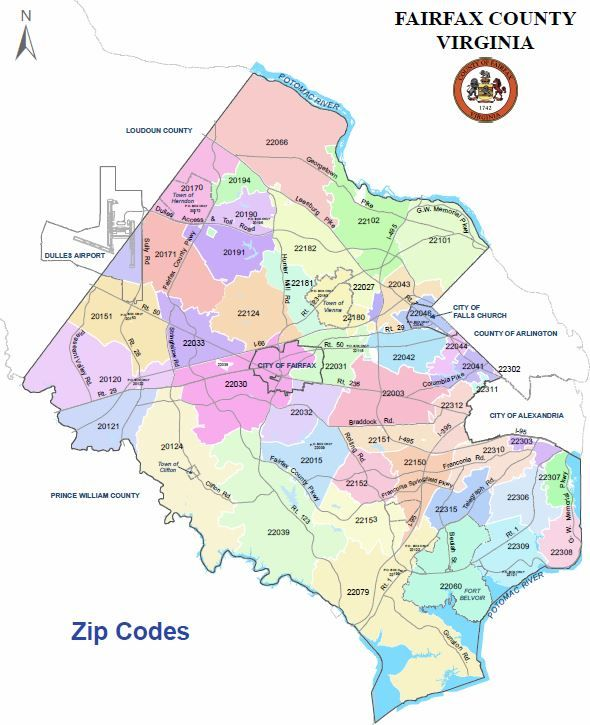 N
FAIRFAX COUNTY
VIRGINIA
COUNTY OF FAIRFAX
1742
VIRGINIA
POTOMAC RIVER
LOUDOUN COUNTY
22066
Georgetown
Pike
20170
Town of
Herndon
20194
20190
Dulles Access & Toll Road
Leesburg
Pike
22102
G.W. Memorial Pkwy
I-495
22101
DULLES AIRPORT
Sully Rd
20171
Fairfax County Pkwy
20191
22182
Hunter
Mill Rd
22181
22027
22043
Town of
Vienna
22180
Rt. 123
20151
Rt. 50
22124
22046
CITY OF
FALLS CHURCH
Rt. 29
COUNTY OF ARLINGTON
Rt. 28
Stringfellow Rd
22033
I-66
Rt. 50
22042
22044
22041
22302
Pleasant Valley Rd
CITY OF FAIRFAX
22031
Rt. 236
Columbia Pike
22311
20120
Rt. 29
22030
22003
22312
CITY OF ALEXANDRIA
20121
22032
Braddock Rd.
I-395
I-95
20124
22151
I-495
22303
22310
Rolling Rd.
22015
22150
Franconia Rd.
22307
Town of
Clifton
Fairfax
County
Pkwy
22152
Franconia Springfield Pkwy
Telegraph Rd.
22306
G. W. Memorial Pkwy
PRINCE WILLIAM COUNTY
Clifton Rd.
22153
22315
Rt. 1
Rt. 123
I-95
22039
Beulah St.
22309
22308
22079
Rt. 1
22060
FORT
BELVOIR
POTOMAC RIVER
Gunston Rd.
Zip Codes